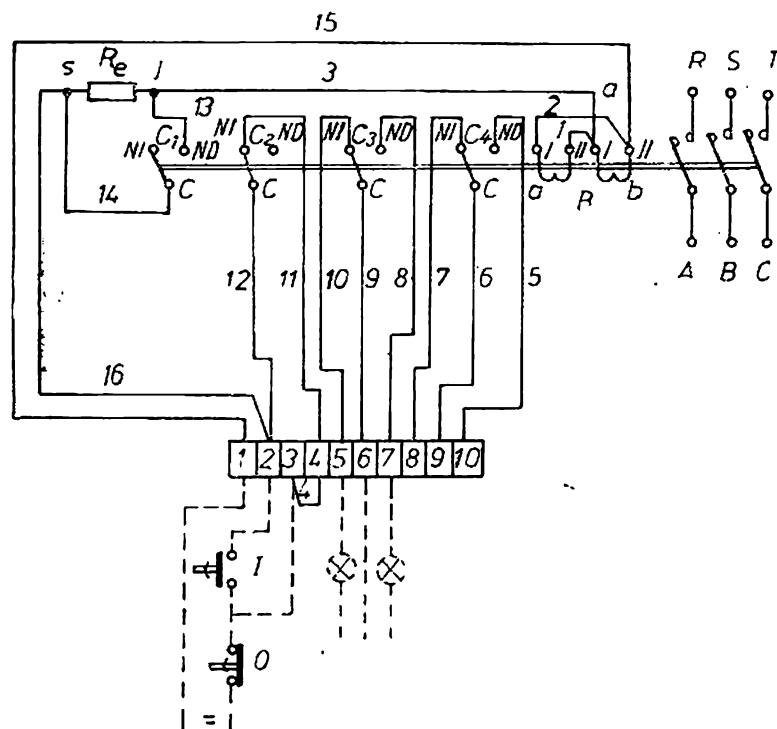 15
R S T
s Re 1 3 a
13 2 1
NI C1 ND NI C2 ND NI C3 ND NI C4 ND I II I II
14 C C C C a R b
A B C
12 11 10 9 8 7 6 5
16
1 2 3 4 5 6 7 8 9 10
4
I
O
=